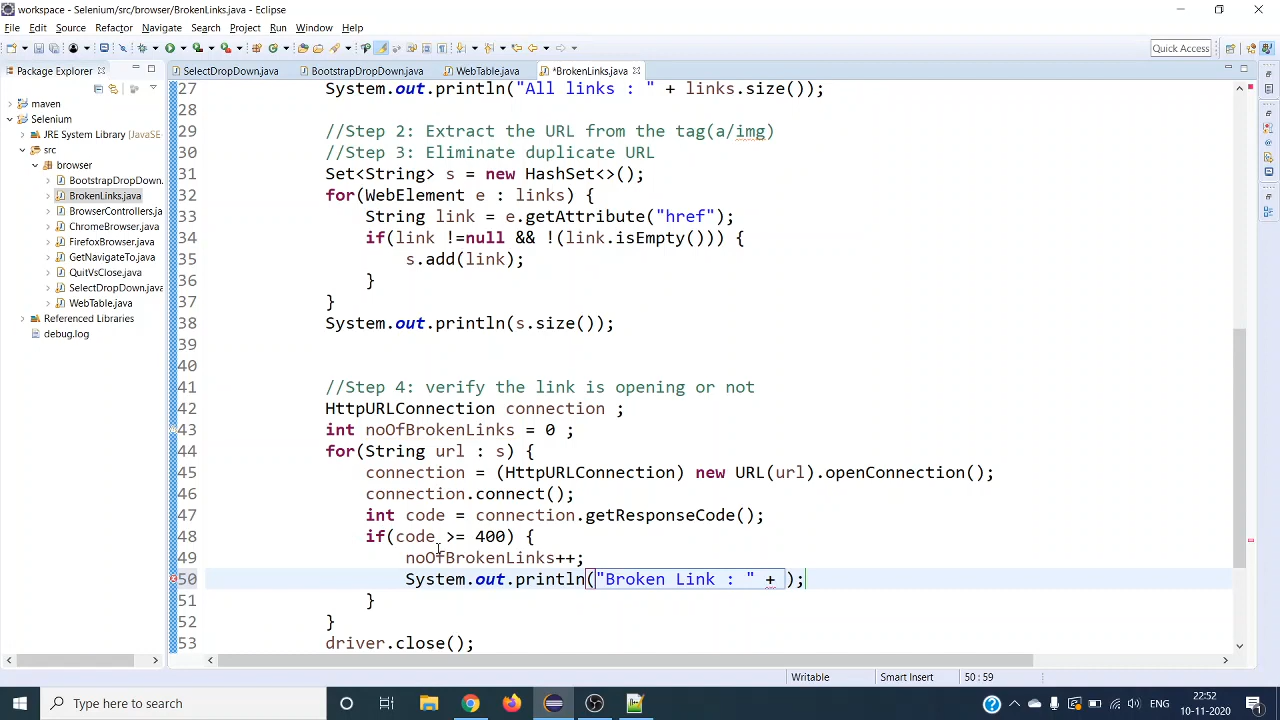 workspace - Selenium/src/browser/BrokenLinks.java - Eclipse
File Edit Source Refactor Navigate Search Project Run Window Help
Quick Access
Package Explorer
SelectDropDown.java
BootstrapDropDown.java
WebTable.java
*BrokenLinks.java
maven
Selenium
JRE System Library [JavaSE
src
browser
BootstrapDropDown.
BrokenLinks.java
BrowserControllers.ja
ChromeBrowser.java
FirefoxBrowser.java
GetNavigateTo.java
QuitVsClose.java
SelectDropDown.java
WebTable.java
Referenced Libraries
debug.log
27 System.out.println("All links : " + links.size());
28
29 //Step 2: Extract the URL from the tag(a/img)
30 //Step 3: Eliminate duplicate URL
31 Set<String> s = new HashSet<>();
32 for(WebElement e : links) {
33 String link = e.getAttribute("href");
34 if(link !=null && !(link.isEmpty())) {
35 s.add(link);
36 }
37 }
38 System.out.println(s.size());
39
40
41 //Step 4: verify the link is opening or not
42 HttpURLConnection connection ;
43 int noOfBrokenLinks = 0 ;
44 for(String url : s) {
45 connection = (HttpURLConnection) new URL(url).openConnection();
46 connection.connect();
47 int code = connection.getResponseCode();
48 if(code >= 400) {
49 noOfBrokenLinks++;
50 System.out.println("Broken Link : " + );
51 }
52 }
53 driver.close();
Writable Smart Insert 50 : 59
Type here to search
ENG
22:52
10-11-2020